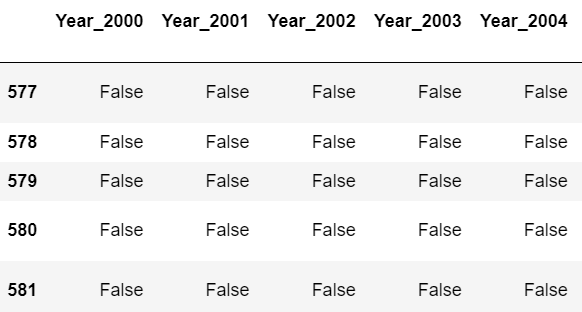 Year_2000 Year_2001 Year_2002 Year_2003 Year_2004
577 False False False False False
578 False False False False False
579 False False False False False
580 False False False False False
581 False False False False False